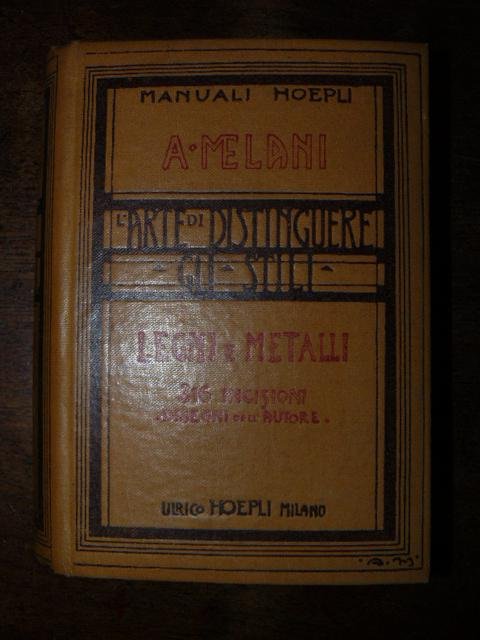 MANUALI HOEPLI
A·MELANI
L'ARTE DI DISTINGUERE
- GLI - STILI -
LEGNI E METALLI
316 INCISIONI
·DISEGNI DELL'AUTORE·
ULRICO HOEPLI MILANO
·A·M·